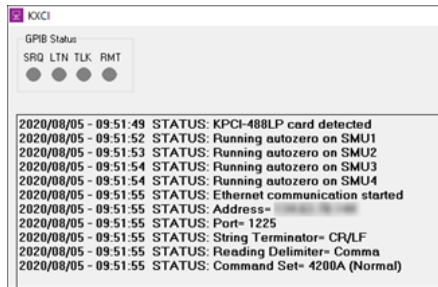 KXCI
GPIB Status
SRQ LTN TLK RMT
2020/08/05 - 09:51:49 STATUS: KPCI-488LP card detected
2020/08/05 - 09:51:52 STATUS: Running autozero on SMU1
2020/08/05 - 09:51:53 STATUS: Running autozero on SMU2
2020/08/05 - 09:51:54 STATUS: Running autozero on SMU3
2020/08/05 - 09:51:54 STATUS: Running autozero on SMU4
2020/08/05 - 09:51:55 STATUS: Ethernet communication started
2020/08/05 - 09:51:55 STATUS: Address=
2020/08/05 - 09:51:55 STATUS: Port= 1225
2020/08/05 - 09:51:55 STATUS: String Terminator= CR/LF
2020/08/05 - 09:51:55 STATUS: Reading Delimiter= Comma
2020/08/05 - 09:51:55 STATUS: Command Set= 4200A (Normal)